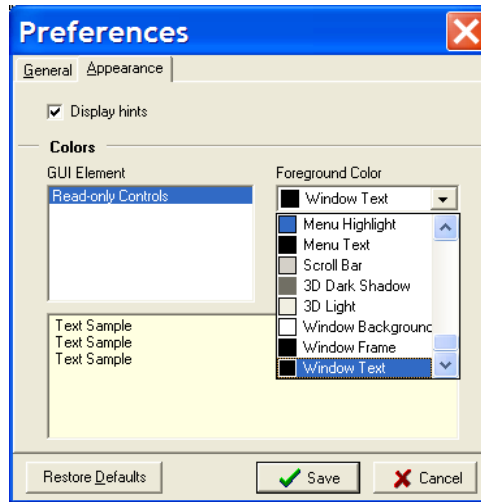 Preferences
General Appearance
Display hints
Colors
GUI Element
Read-only Controls
Foreground Color
Window Text
Menu Highlight
Menu Text
Scroll Bar
3D Dark Shadow
3D Light
Window Background
Window Frame
Window Text
Text Sample
Text Sample
Text Sample
Restore Defaults Save Cancel